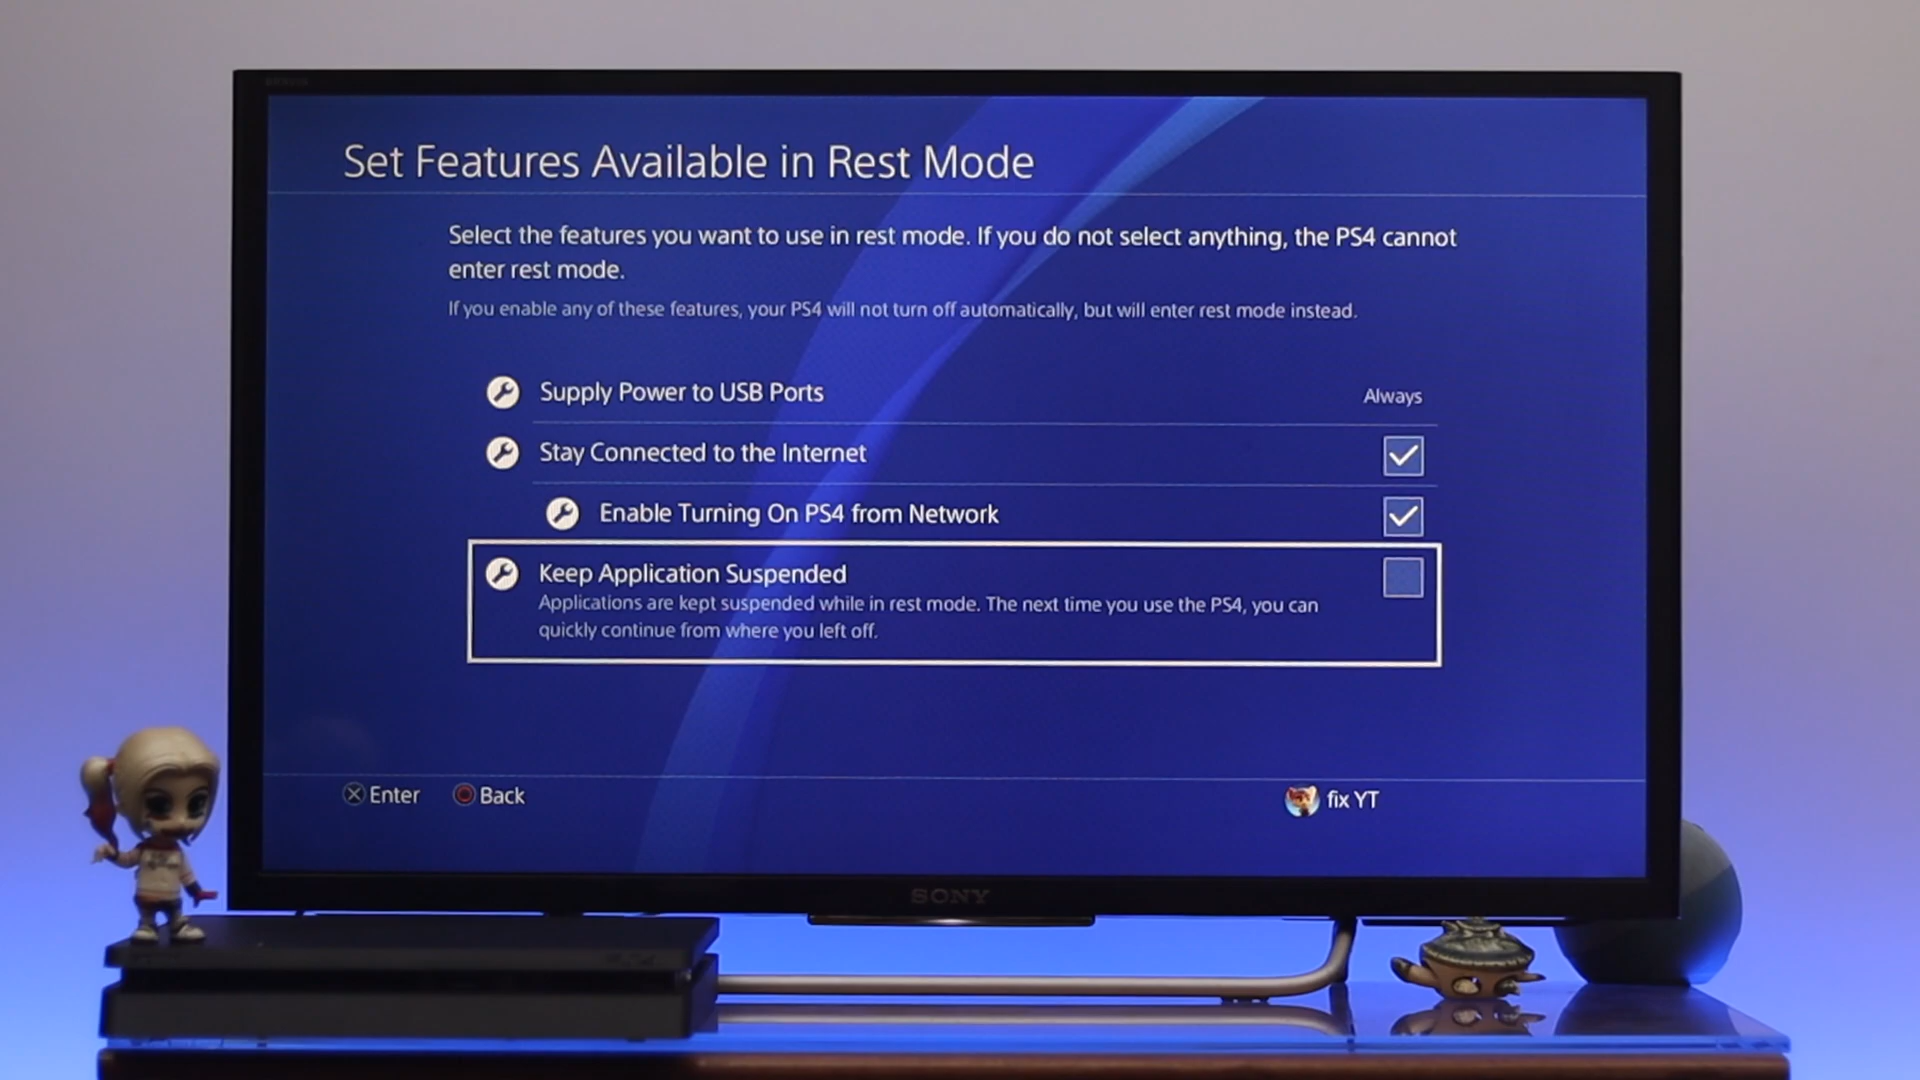 Set Features Available in Rest Mode
Select the features you want to use in rest mode. If you do not select anything, the PS4 cannot
enter rest mode.
If you enable any of these features, your PS4 will not turn off automatically, but will enter rest mode instead.
Supply Power to USB Ports Always
Stay Connected to the Internet
Enable Turning On PS4 from Network
Keep Application Suspended
Applications are kept suspended while in rest mode. The next time you use the PS4, you can
quickly continue from where you left off.
Enter Back fix YT
SONY